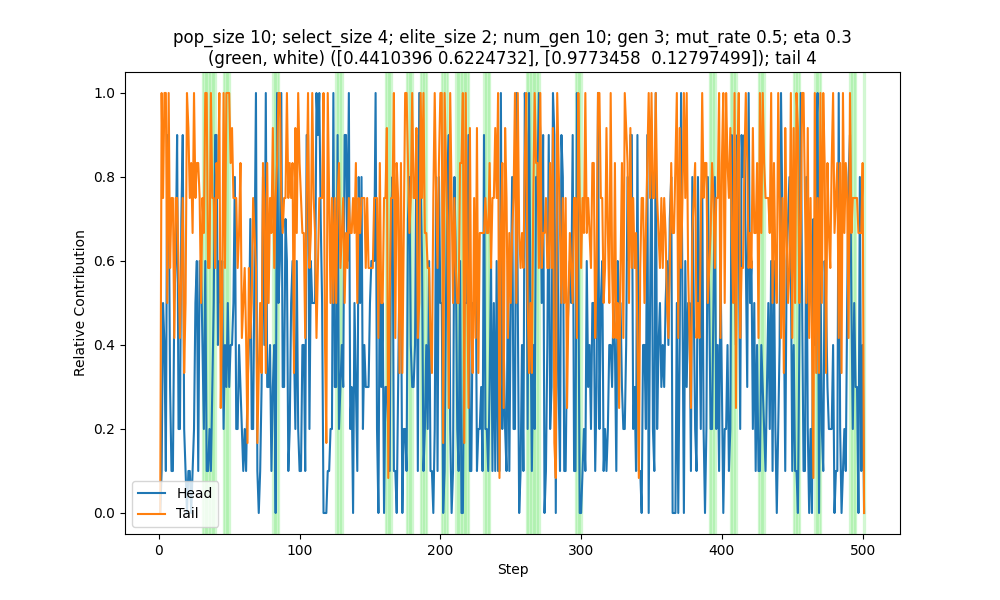 pop_size 10; select_size 4; elite_size 2; num_gen 10; gen 3; mut_rate 0.5; eta 0.3
(green, white) ([0.4410396 0.6224732], [0.9773458  0.12797499]); tail 4
1.0
0.8
0.6
0.4
0.2
0.0
Relative Contribution
Head
Tail
0 100 200 300 400 500
Step